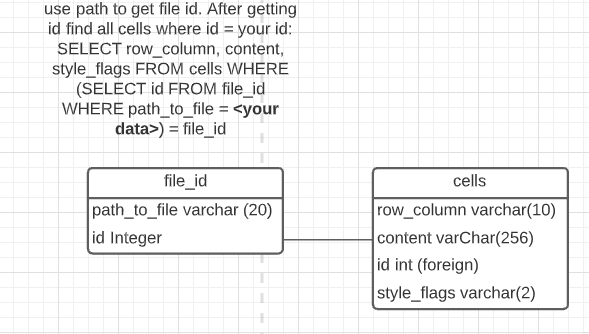 use path to get file id. After getting
id find all cells where id = your id:
SELECT row_column, content,
style_flags FROM cells WHERE
(SELECT id FROM file_id
WHERE path_to_file = <your
data>) = file_id
file_id
path_to_file varchar (20)
id Integer
cells
row_column varchar(10)
content varChar(256)
id int (foreign)
style_flags varchar(2)